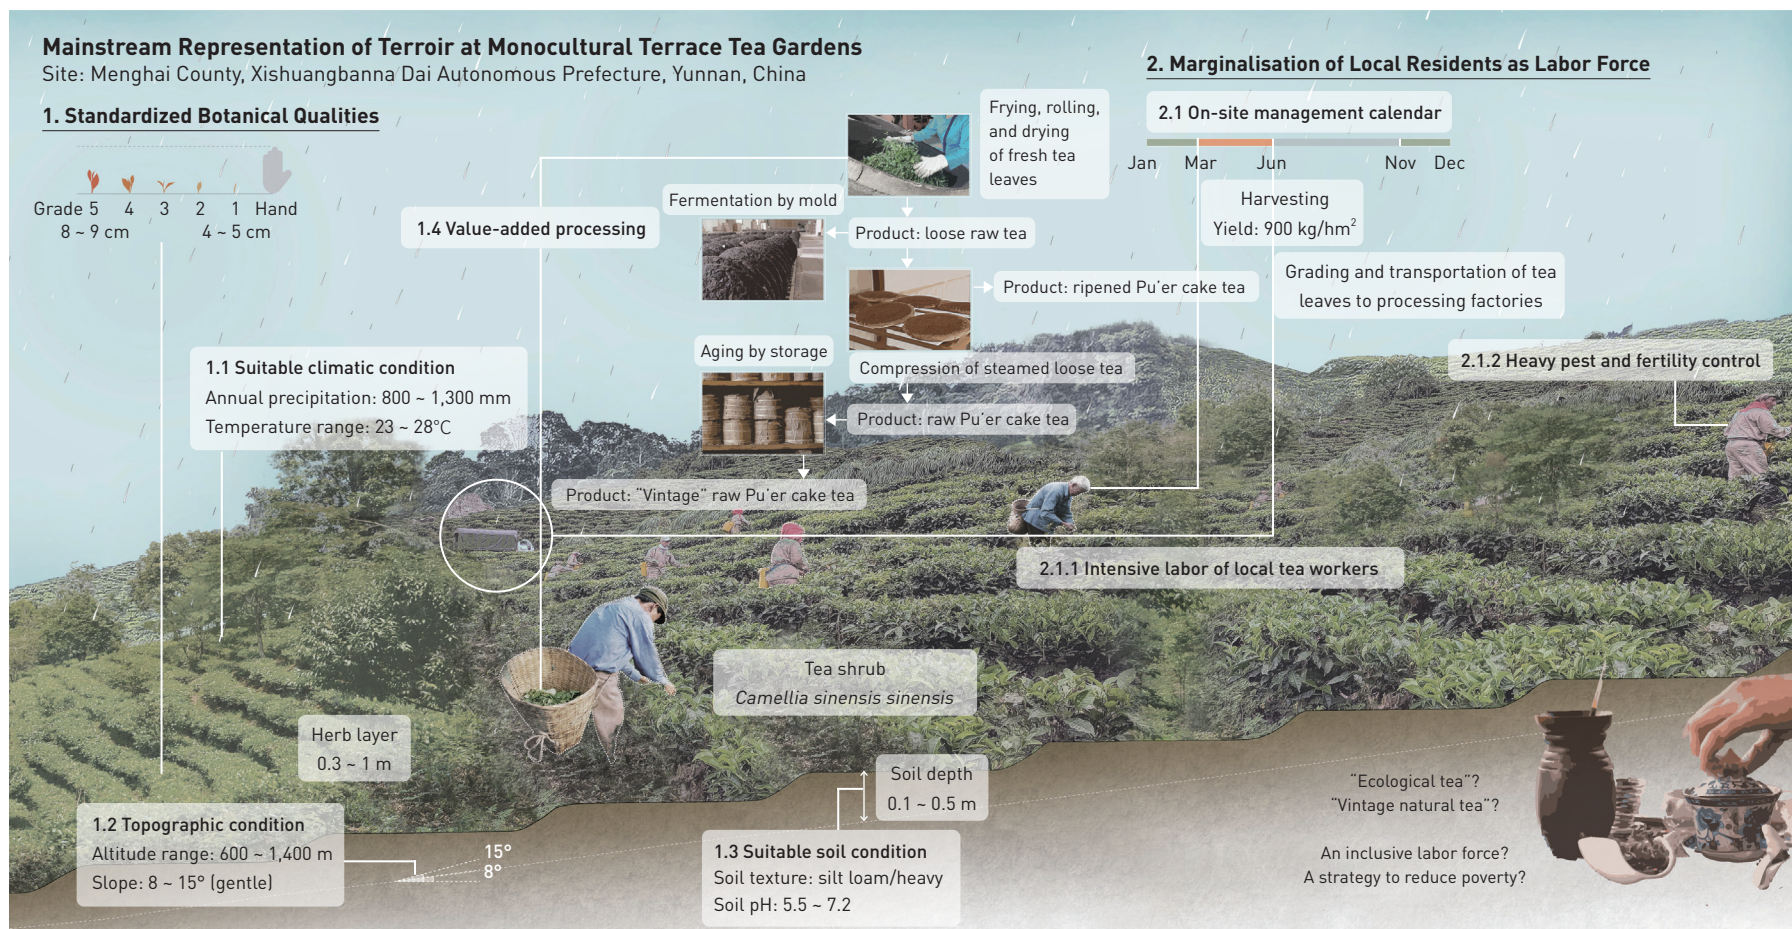 Mainstream Representation of Terroir at Monocultural Terrace Tea Gardens
Site: Menghai County, Xishuangbanna Dai Autonomous Prefecture, Yunnan, China
1. Standardized Botanical Qualities
Grade 5 4 3 2 1 Hand
8 ~ 9 cm 4 ~ 5 cm
1.1 Suitable climatic condition
Annual precipitation: 800 ~ 1,300 mm
Temperature range: 23 ~ 28°C
1.2 Topographic condition
Altitude range: 600 ~ 1,400 m
Slope: 8 ~ 15° (gentle)
15°
8°
Herb layer
0.3 ~ 1 m
1.3 Suitable soil condition
Soil texture: silt loam/heavy
Soil pH: 5.5 ~ 7.2
Soil depth
0.1 ~ 0.5 m
Tea shrub
Camellia sinensis sinensis
1.4 Value-added processing
Frying, rolling,
and drying
of fresh tea
leaves
Fermentation by mold
Product: loose raw tea
Product: ripened Pu'er cake tea
Aging by storage
Compression of steamed loose tea
Product: raw Pu'er cake tea
Product: "Vintage" raw Pu'er cake tea
2. Marginalisation of Local Residents as Labor Force
2.1 On-site management calendar
Jan Mar Jun Nov Dec
Harvesting
Yield: 900 kg/hm²
Grading and transportation of tea
leaves to processing factories
2.1.1 Intensive labor of local tea workers
2.1.2 Heavy pest and fertility control
"Ecological tea"?
"Vintage natural tea"?
An inclusive labor force?
A strategy to reduce poverty?